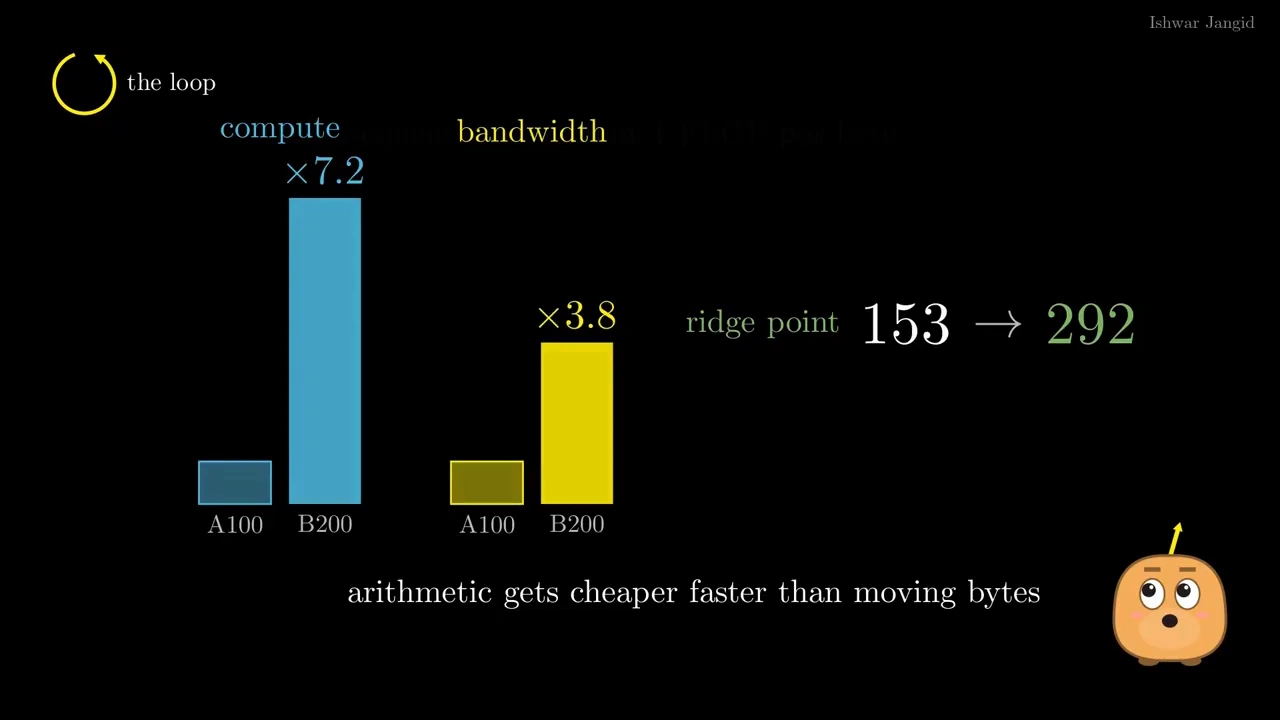 Ishwar Jangid
the loop
compute
bandwidth
×7.2
×3.8
ridge point 153 → 292
A100 B200 A100 B200
arithmetic gets cheaper faster than moving bytes